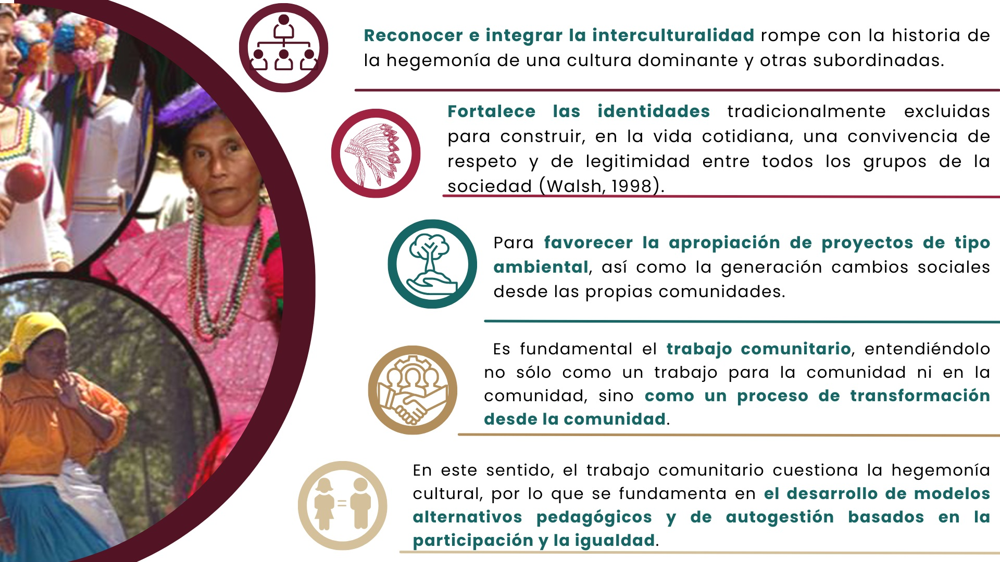 Reconocer e integrar la interculturalidad rompe con la historia de
la hegemonía de una cultura dominante y otras subordinadas.
Fortalece las identidades tradicionalmente excluidas
para construir, en la vida cotidiana, una convivencia de
respeto y de legitimidad entre todos los grupos de la
sociedad (Walsh, 1998).
Para favorecer la apropiación de proyectos de tipo
ambiental, así como la generación cambios sociales
desde las propias comunidades.
Es fundamental el trabajo comunitario, entendiéndolo
no sólo como un trabajo para la comunidad ni en la
comunidad, sino como un proceso de transformación
desde la comunidad.
En este sentido, el trabajo comunitario cuestiona la hegemonía
cultural, por lo que se fundamenta en el desarrollo de modelos
alternativos pedagógicos y de autogestión basados en la
participación y la igualdad.